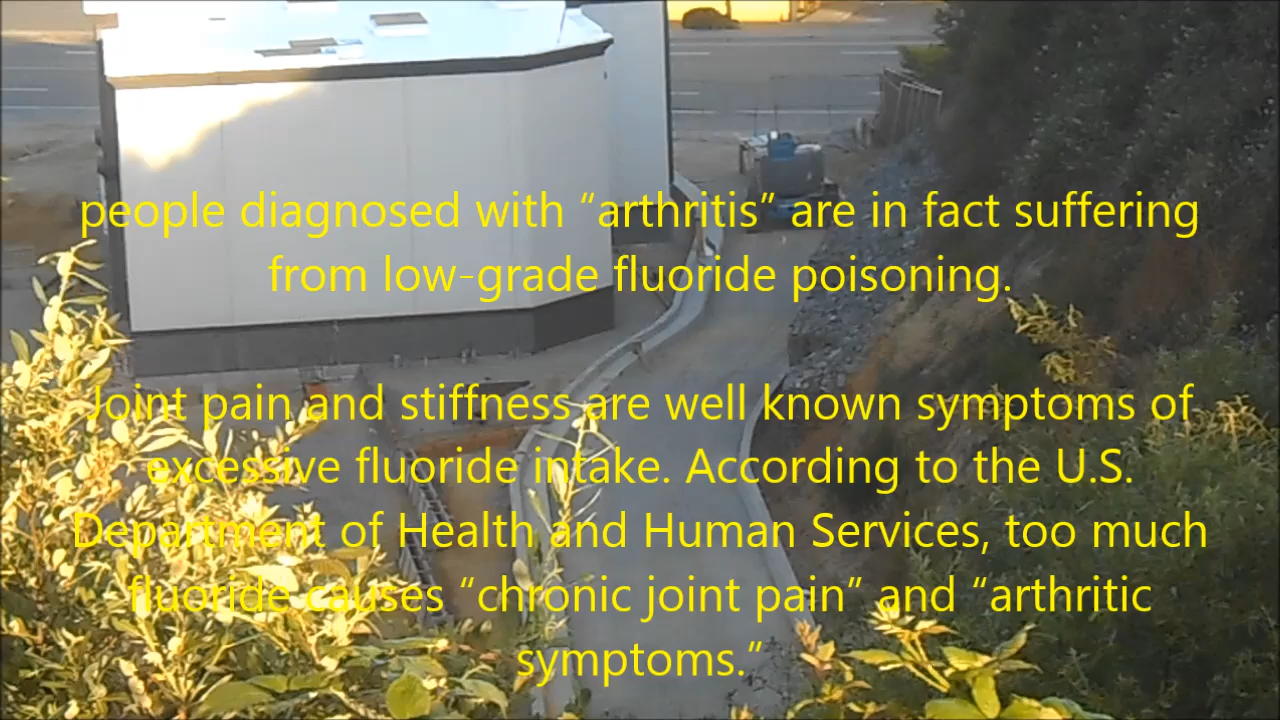 people diagnosed with “arthritis” are in fact suffering
from low-grade fluoride poisoning.
Joint pain and stiffness are well known symptoms of
excessive fluoride intake. According to the U.S.
Department of Health and Human Services, too much
fluoride causes “chronic joint pain” and “arthritic
symptoms.”